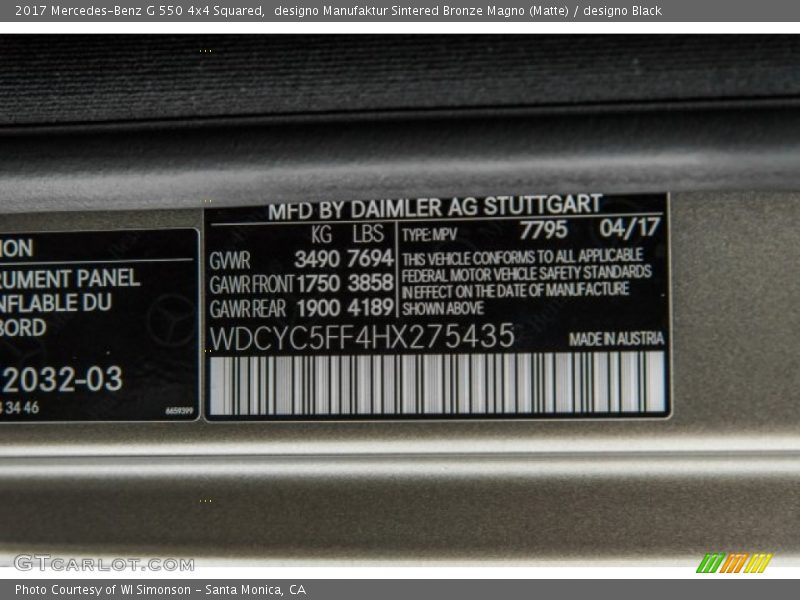 2017 Mercedes-Benz G 550 4x4 Squared,  designo Manufaktur Sintered Bronze Magno (Matte) / designo Black
ION
RUMENT PANEL
NFLABLE DU
BORD
2032-03
3 34 46
6659399
MFD BY DAIMLER AG STUTTGART
KG LBS
GVWR 3490 7694
GAWR FRONT 1750 3858
GAWR REAR 1900 4189
TYPE: MPV 7795 04/17
THIS VEHICLE CONFORMS TO ALL APPLICABLE
FEDERAL MOTOR VEHICLE SAFETY STANDARDS
IN EFFECT ON THE DATE OF MANUFACTURE
SHOWN ABOVE
WDCYC5FF4HX275435
MADE IN AUSTRIA
GTCARLOT.COM
Photo Courtesy of WI Simonson - Santa Monica, CA